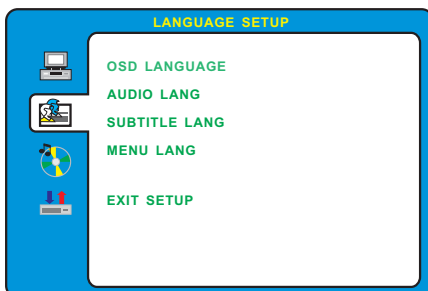 LANGUAGE SETUP
OSD LANGUAGE
AUDIO LANG
SUBTITLE LANG
MENU LANG
EXIT SETUP